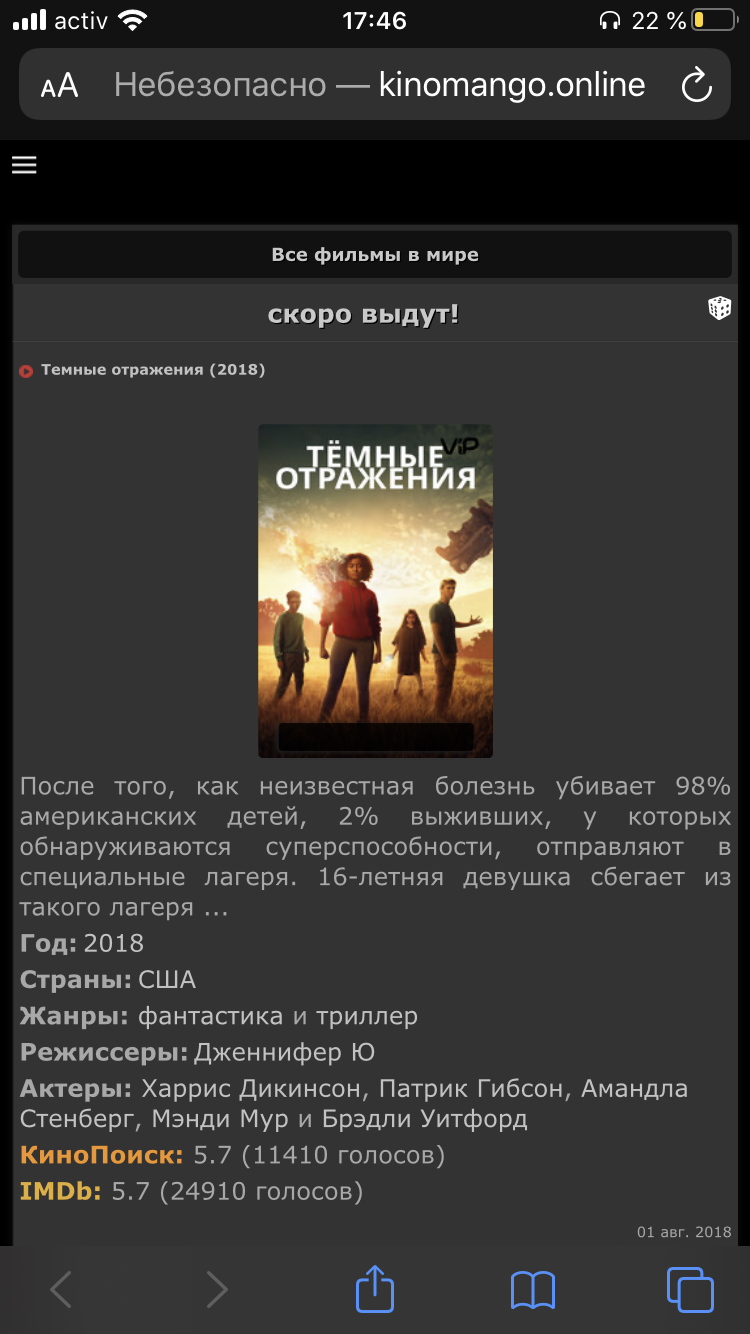 activ 17:46 22 %
AA Небезопасно — kinomango.online
Все фильмы в мире
скоро выдут!
Темные отражения (2018)
ViP
ТЁМНЫЕ
ОТРАЖЕНИЯ
После того, как неизвестная болезнь убивает 98%
американских детей, 2% выживших, у которых
обнаруживаются суперспособности, отправляют в
специальные лагеря. 16-летняя девушка сбегает из
такого лагеря ...
Год: 2018
Страны: США
Жанры: фантастика и триллер
Режиссеры: Дженнифер Ю
Актеры: Харрис Дикинсон, Патрик Гибсон, Амандла
Стенберг, Мэнди Мур и Брэдли Уитфорд
КиноПоиск: 5.7 (11410 голосов)
IMDb: 5.7 (24910 голосов)
01 авг. 2018